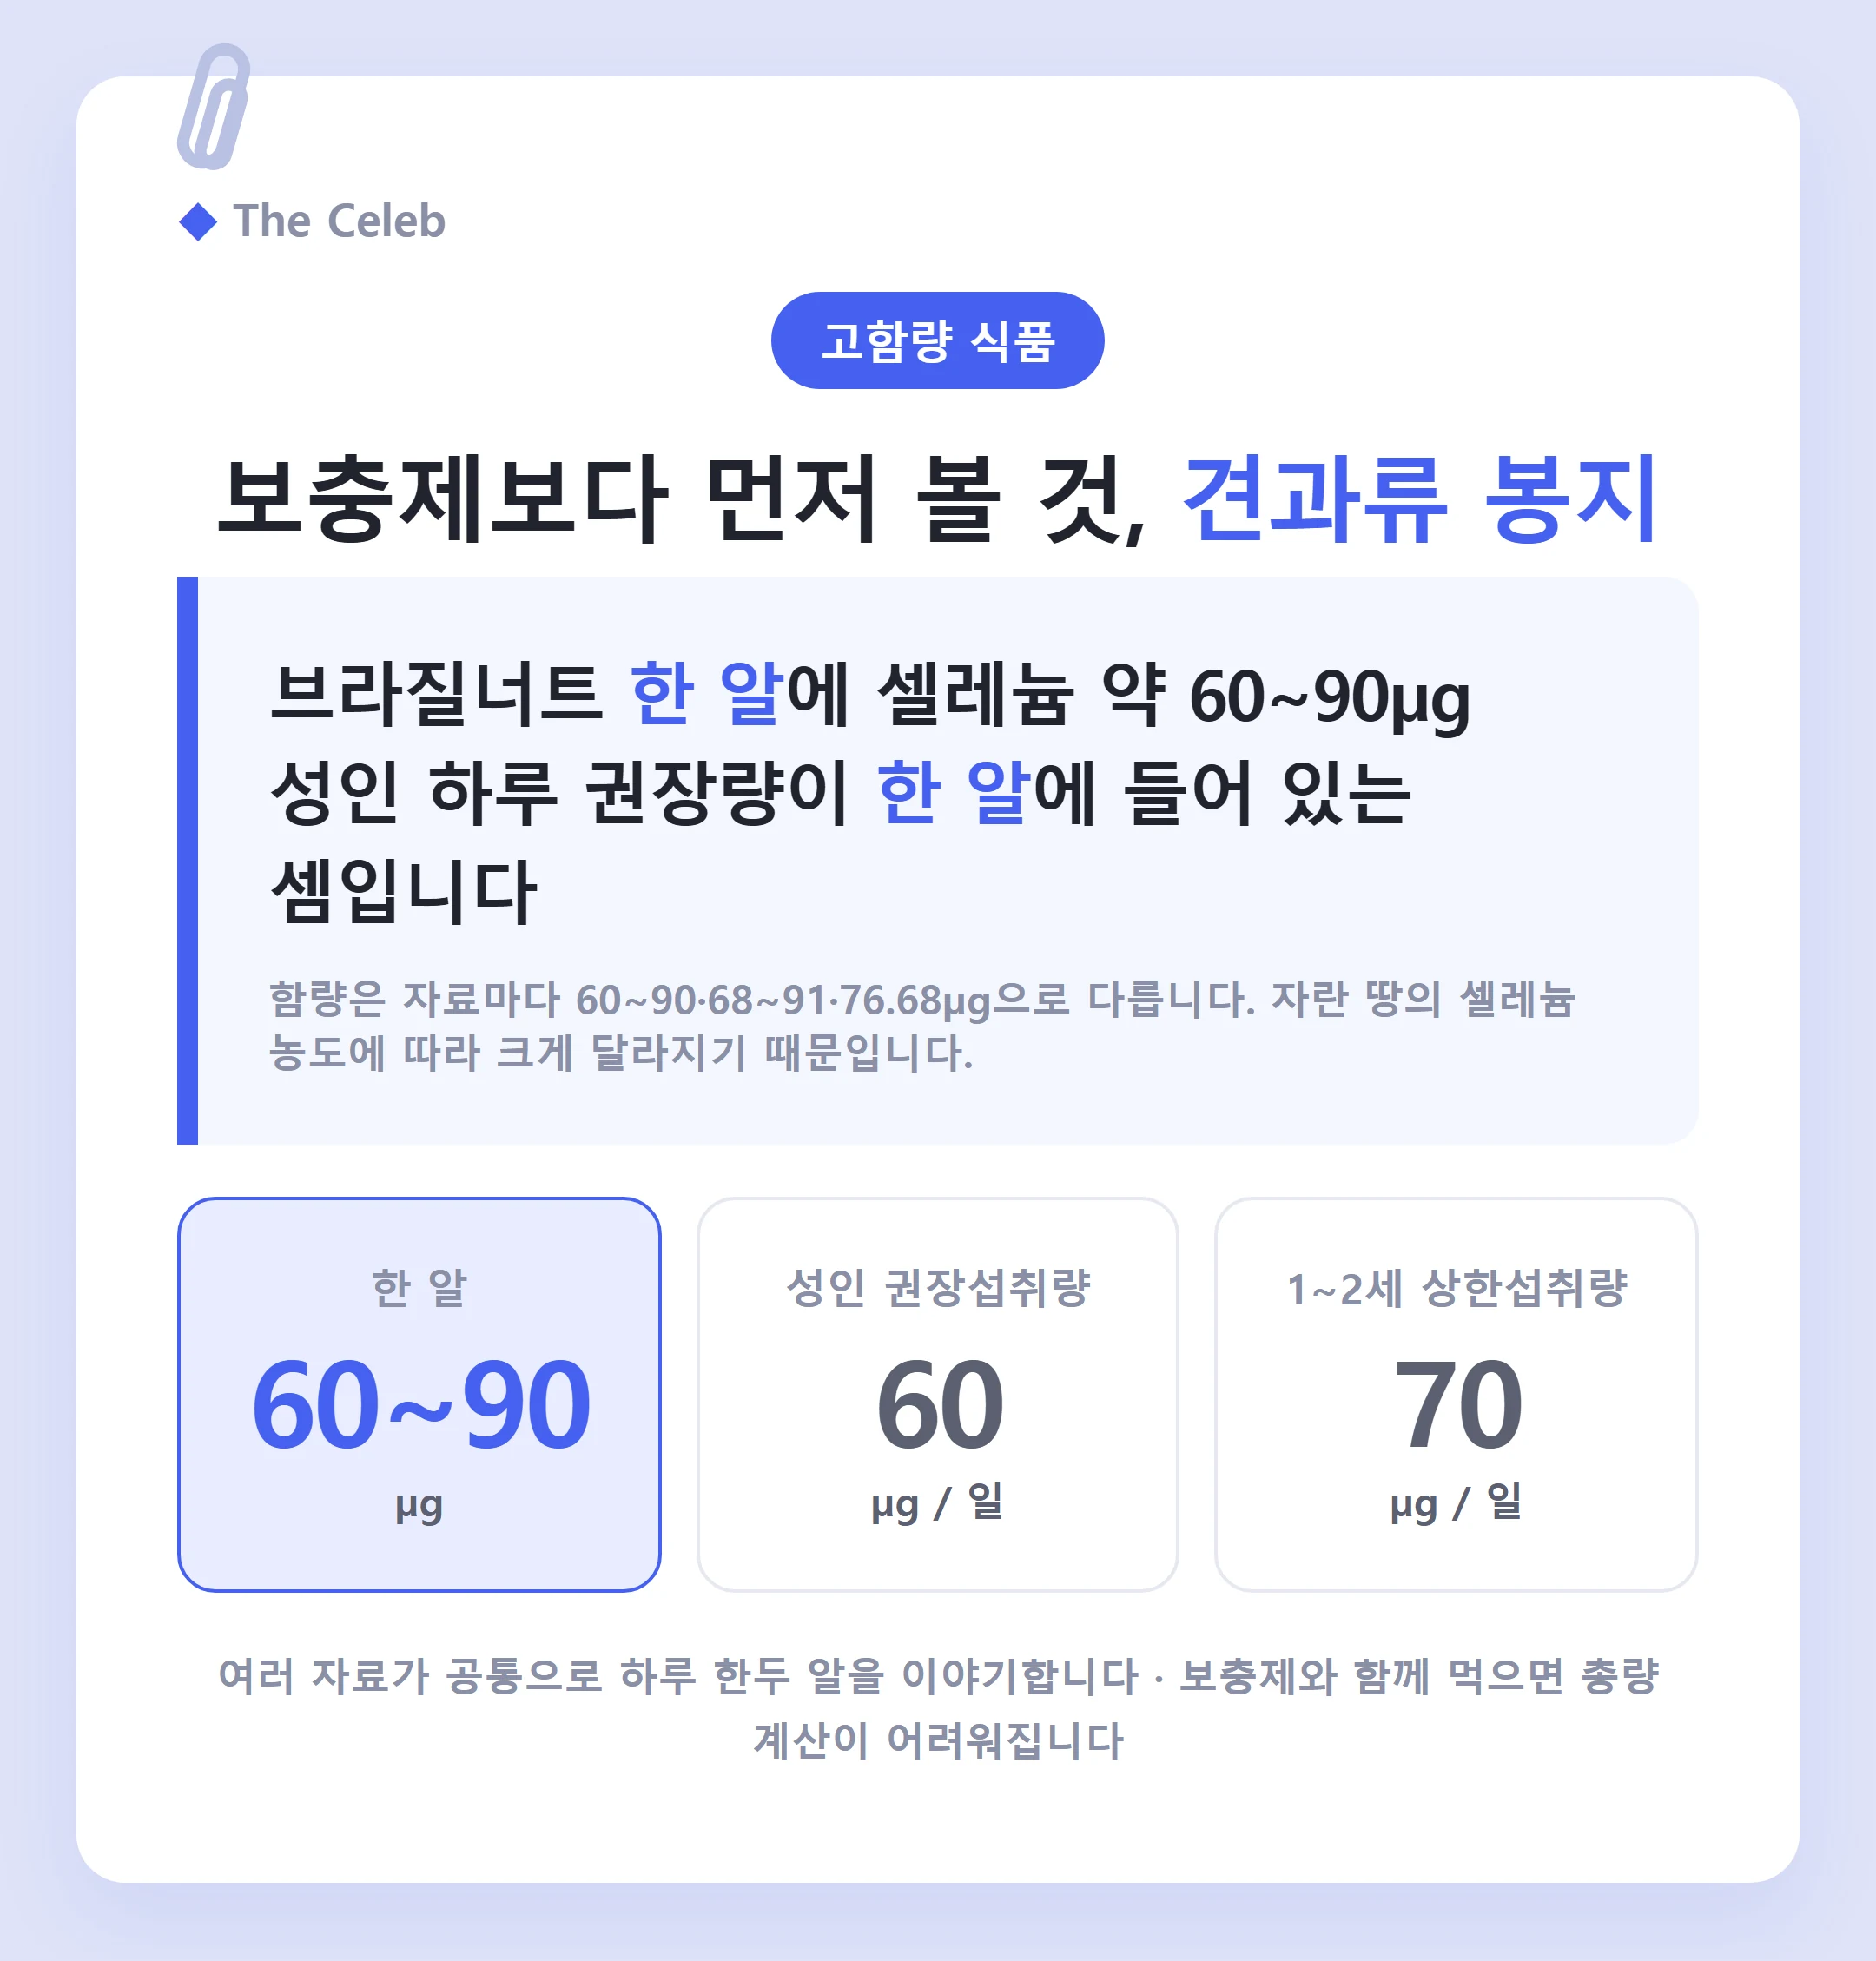 The Celeb
고함량 식품
보충제보다 먼저 볼 것, 견과류 봉지
브라질너트 한 알에 셀레늄 약 60~90µg
성인 하루 권장량이 한 알에 들어 있는
셈입니다
함량은 자료마다 60~90·68~91·76.68µg으로 다릅니다. 자란 땅의 셀레늄
농도에 따라 크게 달라지기 때문입니다.
한 알
60~90
µg
성인 권장섭취량
60
µg / 일
1~2세 상한섭취량
70
µg / 일
여러 자료가 공통으로 하루 한두 알을 이야기합니다 · 보충제와 함께 먹으면 총량
계산이 어려워집니다